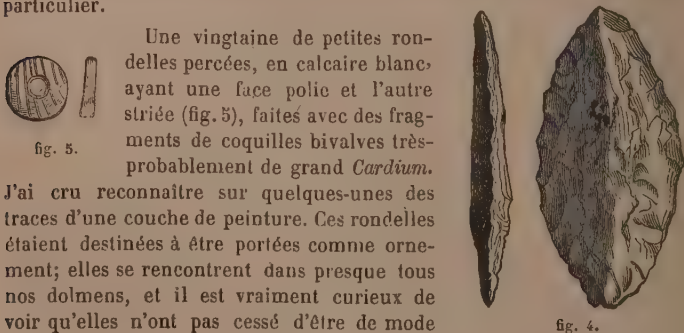 particulier.
Une vingtaine de petites ron-
delles percées, en calcaire blanc,
ayant une face polie et l'autre
striée (fig. 5), faites avec des frag-
ments de coquilles bivalves très-
probablement de grand Cardium.
fig. 5.
J'ai cru reconnaître sur quelques-unes des
traces d'une couche de peinture. Ces rondelles
étaient destinées à être portées comme orne-
ment; elles se rencontrent dans presque tous
nos dolmens, et il est vraiment curieux de
voir qu'elles n'ont pas cessé d'être de mode
fig. 4.